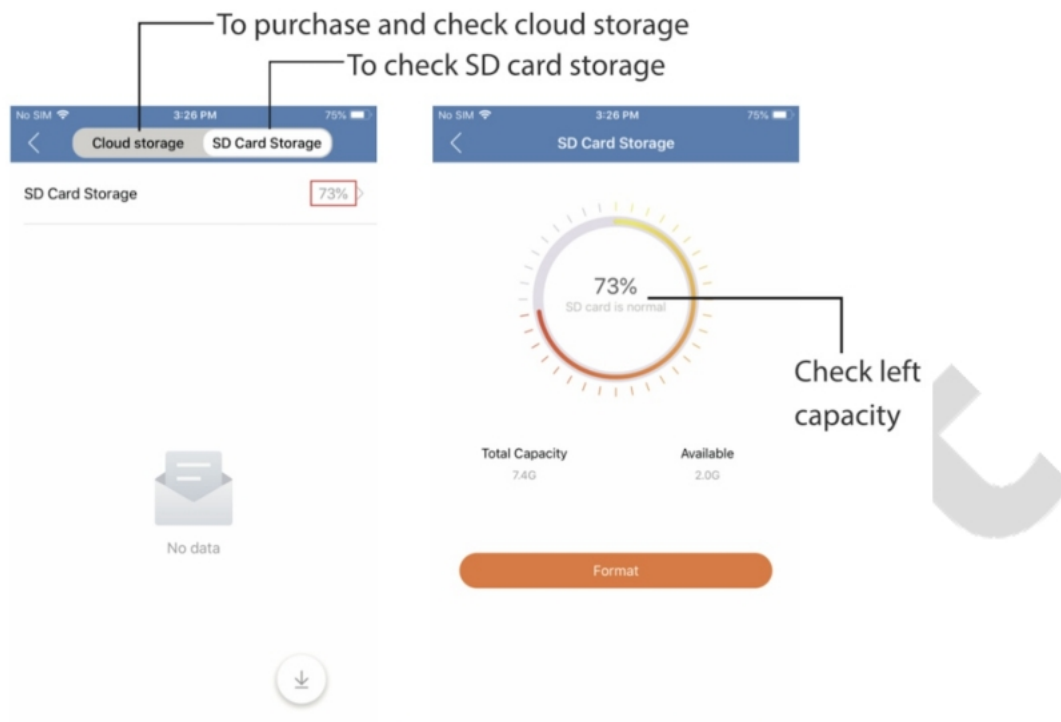 To purchase and check cloud storage
To check SD card storage
No SIM 3:26 PM 75%
Cloud storage SD Card Storage
SD Card Storage 73%
No data
No SIM 3:26 PM 75%
SD Card Storage
73%
SD card is normal
Check left
capacity
Total Capacity Available
7.4G 2.0G
Format